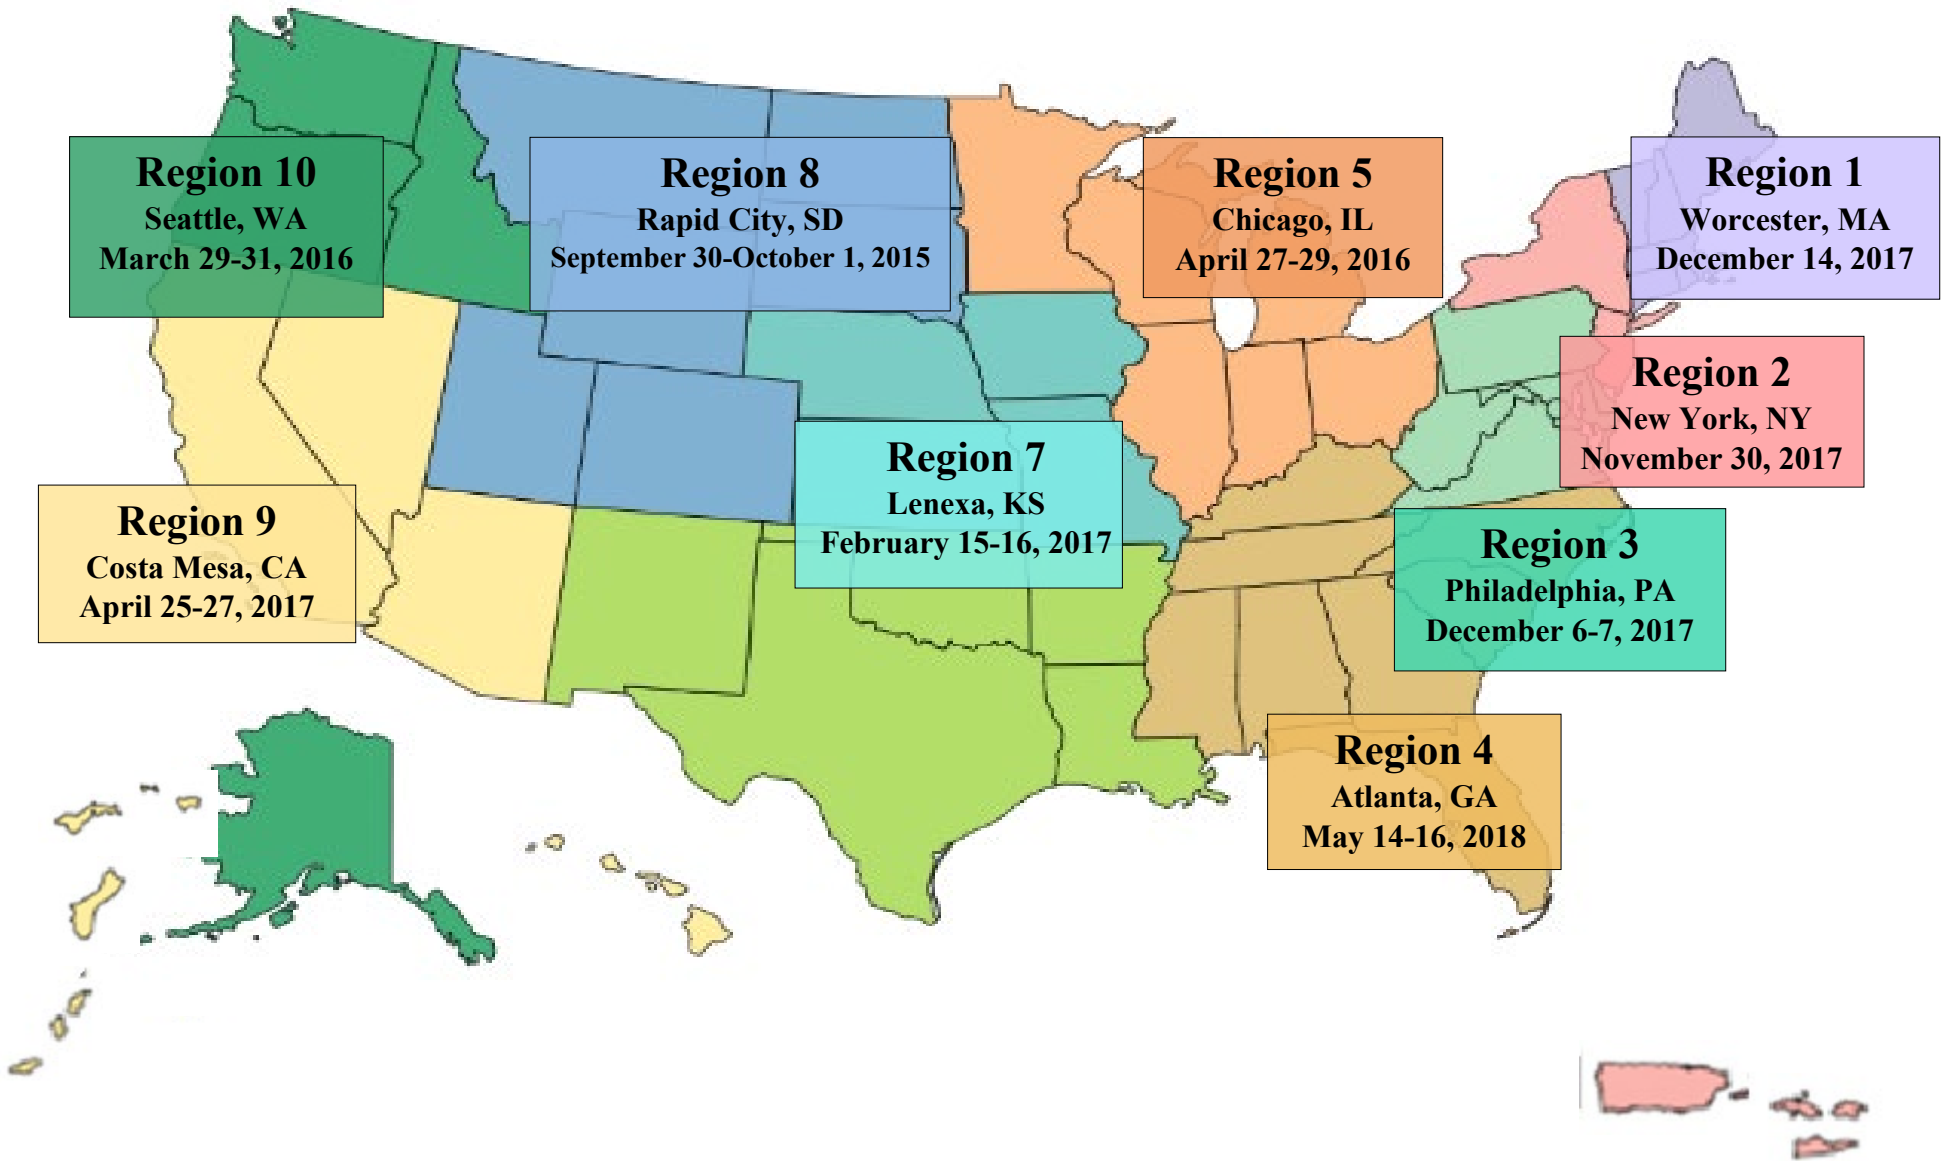 Region 10
Seattle, WA
March 29-31, 2016
Region 8
Rapid City, SD
September 30-October 1, 2015
Region 5
Chicago, IL
April 27-29, 2016
Region 1
Worcester, MA
December 14, 2017
Region 2
New York, NY
November 30, 2017
Region 7
Lenexa, KS
February 15-16, 2017
Region 9
Costa Mesa, CA
April 25-27, 2017
Region 3
Philadelphia, PA
December 6-7, 2017
Region 4
Atlanta, GA
May 14-16, 2018